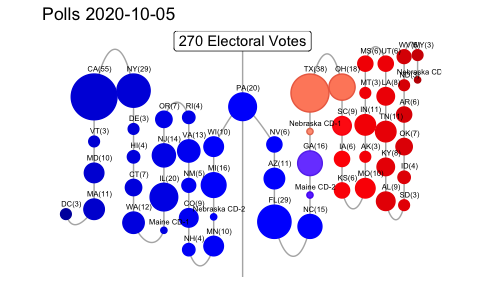 Polls 2020-10-05
270 Electoral Votes
CA(55)
NY(29)
VT(3)
MD(10)
MA(11)
DC(3)
DE(3)
HI(4)
CT(7)
WA(12)
OR(7)
NJ(14)
IL(20)
Maine CD-1
RI(4)
VA(13)
NM(5)
CO(9)
NH(4)
WI(10)
MI(16)
Nebraska CD-2
MN(10)
PA(20)
NV(6)
AZ(11)
FL(29)
TX(38)
Nebraska CD-1
GA(16)
Maine CD-2
NC(15)
OH(18)
SC(9)
IA(6)
KS(6)
MS(6)
MT(3)
IN(11)
AK(3)
MO(10)
UT(6)
LA(8)
TN(11)
KY(8)
AL(9)
WV(5)
ND(3)
AR(6)
OK(7)
ID(4)
SD(3)
WY(3)
Nebraska CD